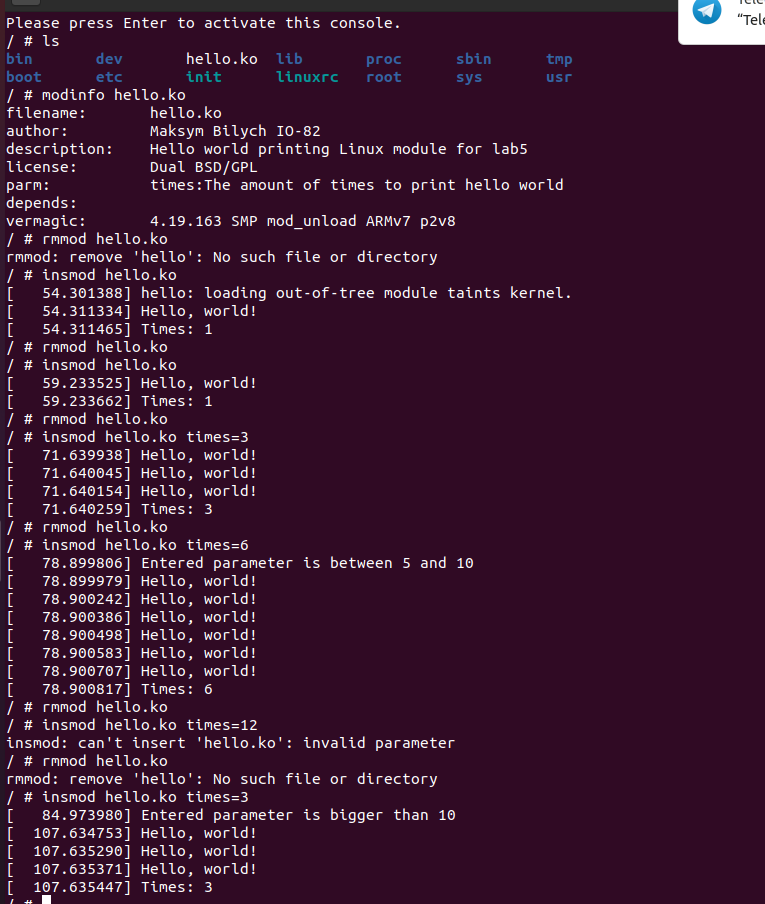 Please press Enter to activate this console.
/ # ls
bin dev hello.ko lib proc sbin tmp
boot etc init linuxrc root sys usr
/ # modinfo hello.ko
filename: hello.ko
author: Maksym Bilych IO-82
description: Hello world printing Linux module for lab5
license: Dual BSD/GPL
parm: times:The amount of times to print hello world
depends:
vermagic: 4.19.163 SMP mod_unload ARMv7 p2v8
/ # rmmod hello.ko
rmmod: remove 'hello': No such file or directory
/ # insmod hello.ko
[   54.301388] hello: loading out-of-tree module taints kernel.
[   54.311334] Hello, world!
[   54.311465] Times: 1
/ # rmmod hello.ko
/ # insmod hello.ko
[   59.233525] Hello, world!
[   59.233662] Times: 1
/ # rmmod hello.ko
/ # insmod hello.ko times=3
[   71.639938] Hello, world!
[   71.640045] Hello, world!
[   71.640154] Hello, world!
[   71.640259] Times: 3
/ # rmmod hello.ko
/ # insmod hello.ko times=6
[   78.899806] Entered parameter is between 5 and 10
[   78.899979] Hello, world!
[   78.900242] Hello, world!
[   78.900386] Hello, world!
[   78.900498] Hello, world!
[   78.900583] Hello, world!
[   78.900707] Hello, world!
[   78.900817] Times: 6
/ # rmmod hello.ko
/ # insmod hello.ko times=12
insmod: can't insert 'hello.ko': invalid parameter
/ # rmmod hello.ko
rmmod: remove 'hello': No such file or directory
/ # insmod hello.ko times=3
[   84.973980] Entered parameter is bigger than 10
[  107.634753] Hello, world!
[  107.635290] Hello, world!
[  107.635371] Hello, world!
[  107.635447] Times: 3
/ #